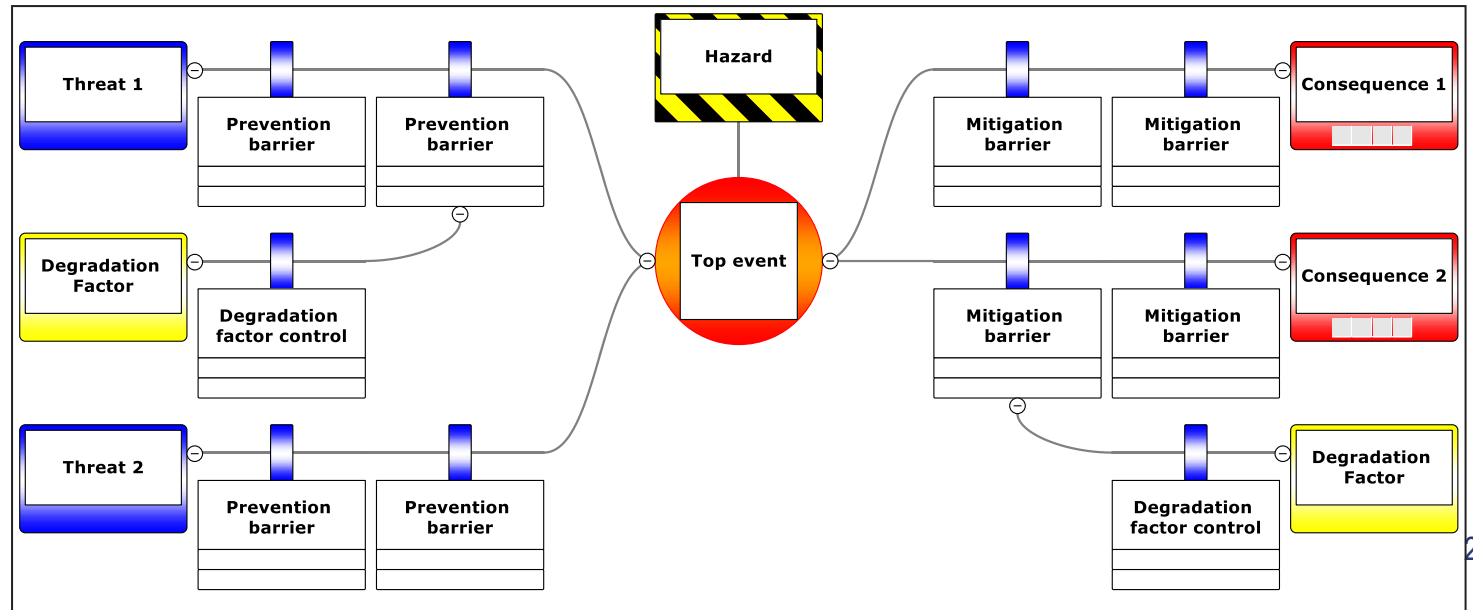 Hazard
Threat 1
Prevention
barrier
Prevention
barrier
Mitigation
barrier
Mitigation
barrier
Consequence 1
Degradation
Factor
Degradation
factor control
Top event
Mitigation
barrier
Mitigation
barrier
Consequence 2
Threat 2
Prevention
barrier
Prevention
barrier
Degradation
factor control
Degradation
Factor
2